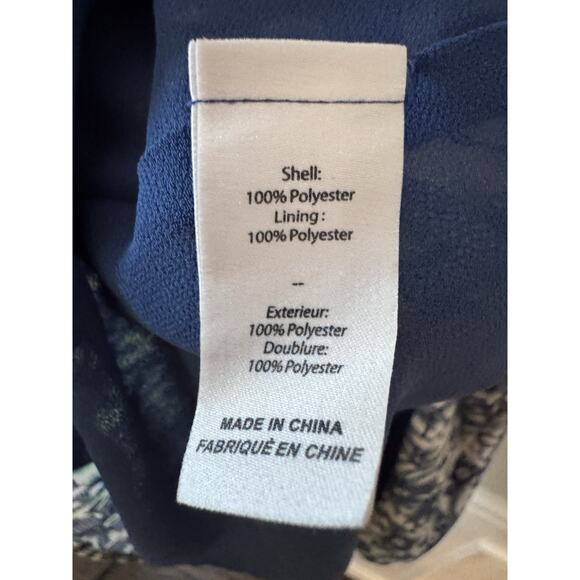 Shell:
100% Polyester
Lining :
100% Polyester
--
Exterieur:
100% Polyester
Doublure:
100% Polyester
MADE IN CHINA
FABRIQUÈ EN CHINE